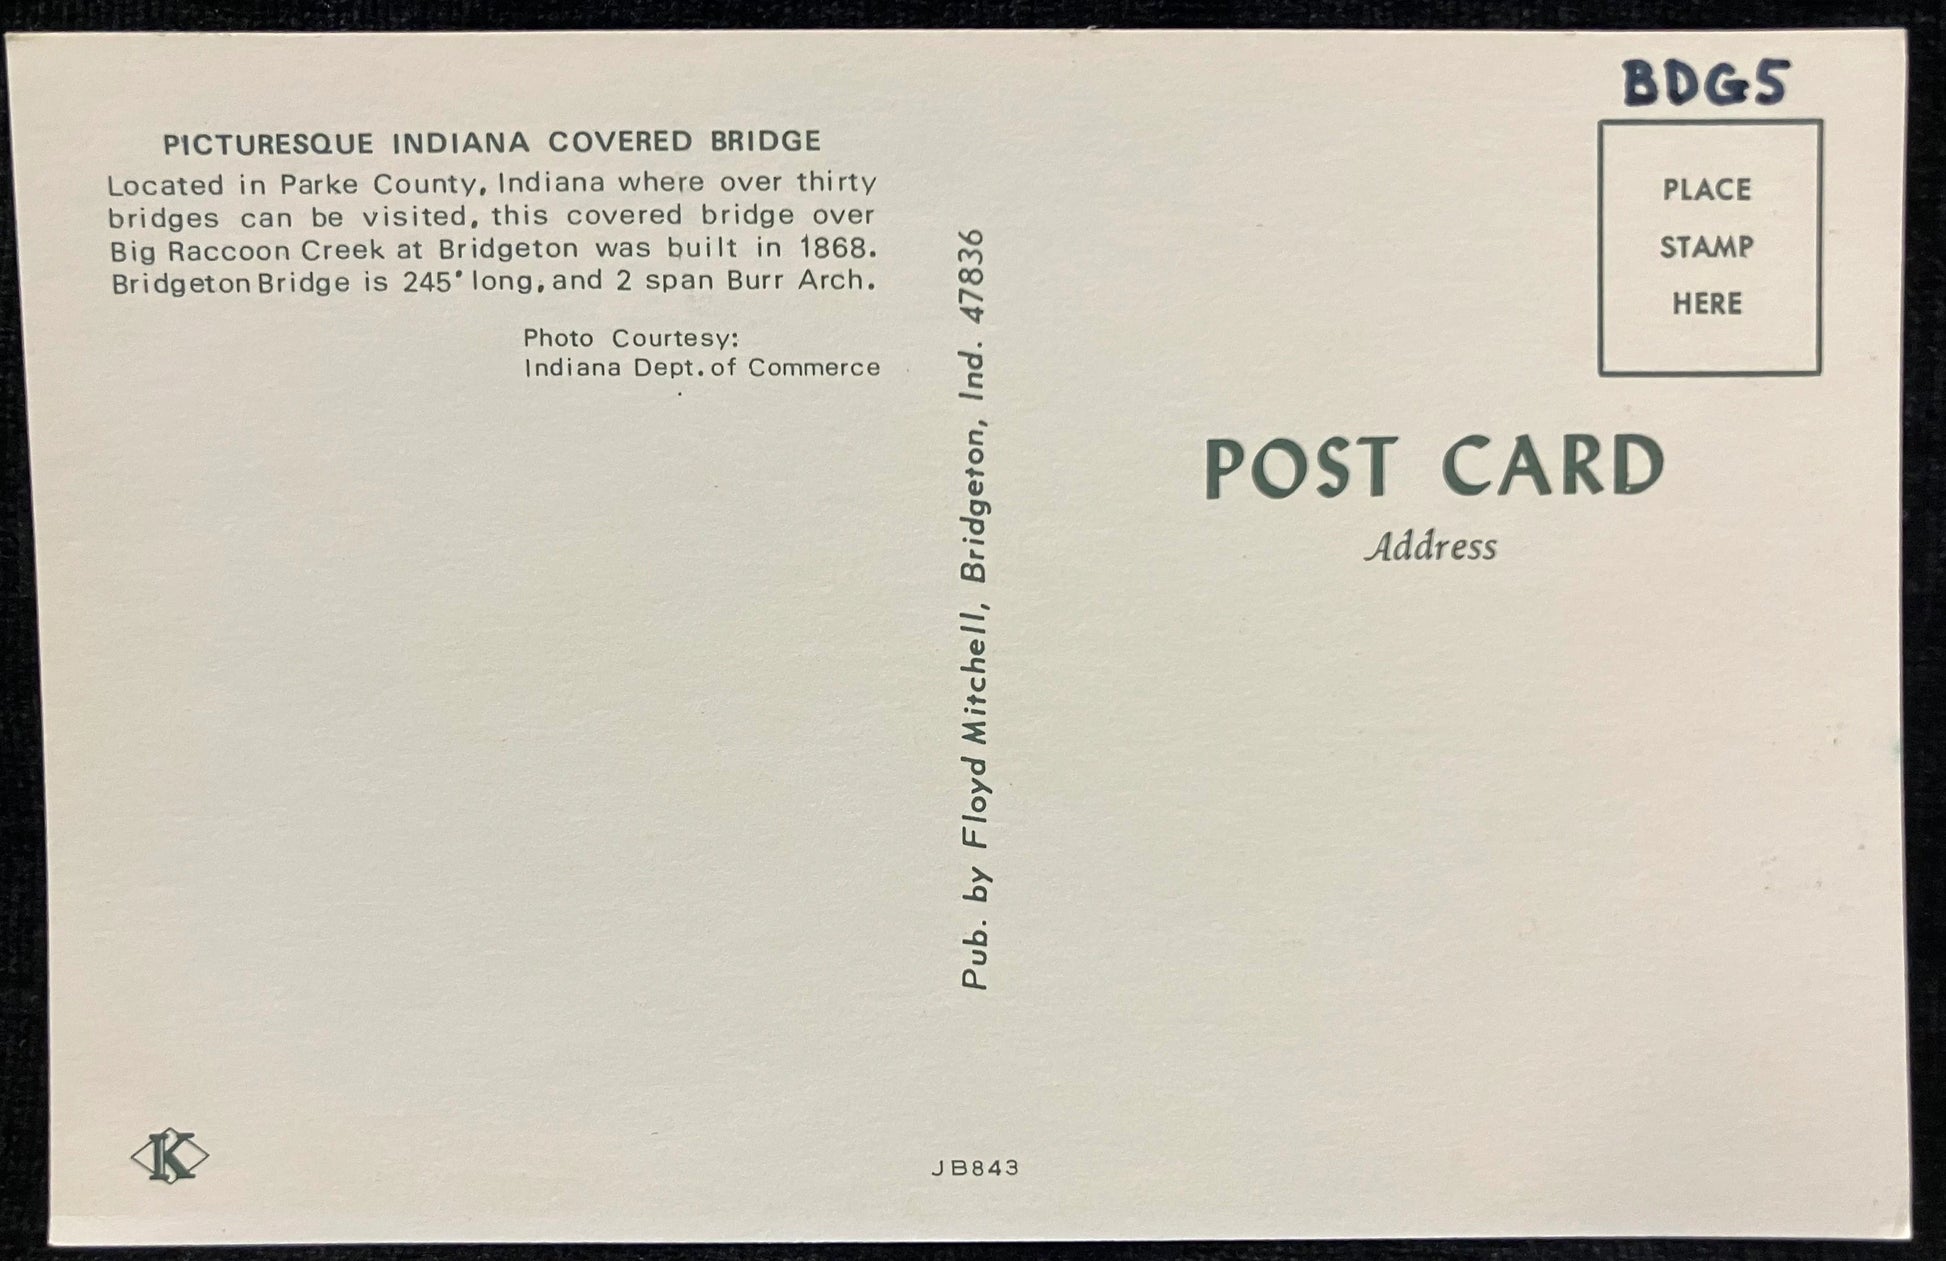 BDG5
PICTURESQUE INDIANA COVERED BRIDGE
Located in Parke County, Indiana where over thirty
bridges can be visited, this covered bridge over
Big Raccoon Creek at Bridgeton was built in 1868.
Bridgeton Bridge is 245' long, and 2 span Burr Arch.
Photo Courtesy:
Indiana Dept. of Commerce
Pub. by Floyd Mitchell, Bridgeton, Ind. 47836
PLACE
STAMP
HERE
POST CARD
Address
K
JB843